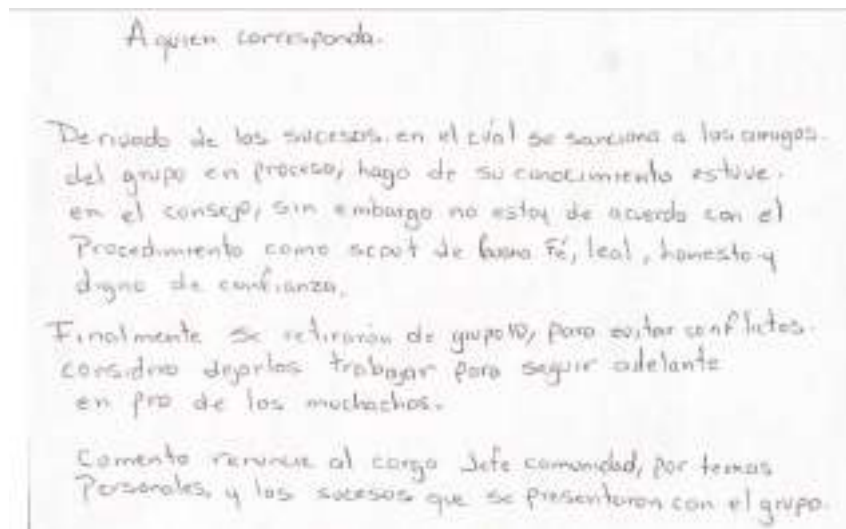 A quien corresponda.
Derivado de los sucesos, en el cuál se sanciona a los amigos.
del grupo en proceso, hago de su conocimiento estuve.
en el consejo, sin embargo no estoy de acuerdo con el
Procedimiento como scout de buena Fé, leal, honesto y
digno de confianza.
Finalmente se retiraron de grupo 10, para evitar conflictos.
considero dejarlos trabajar para seguir adelante
en pro de los muchachos.
Comento renuncie al cargo Jefe comunidad, por temas
Personales, y los sucesos que se presentaron con el grupo.